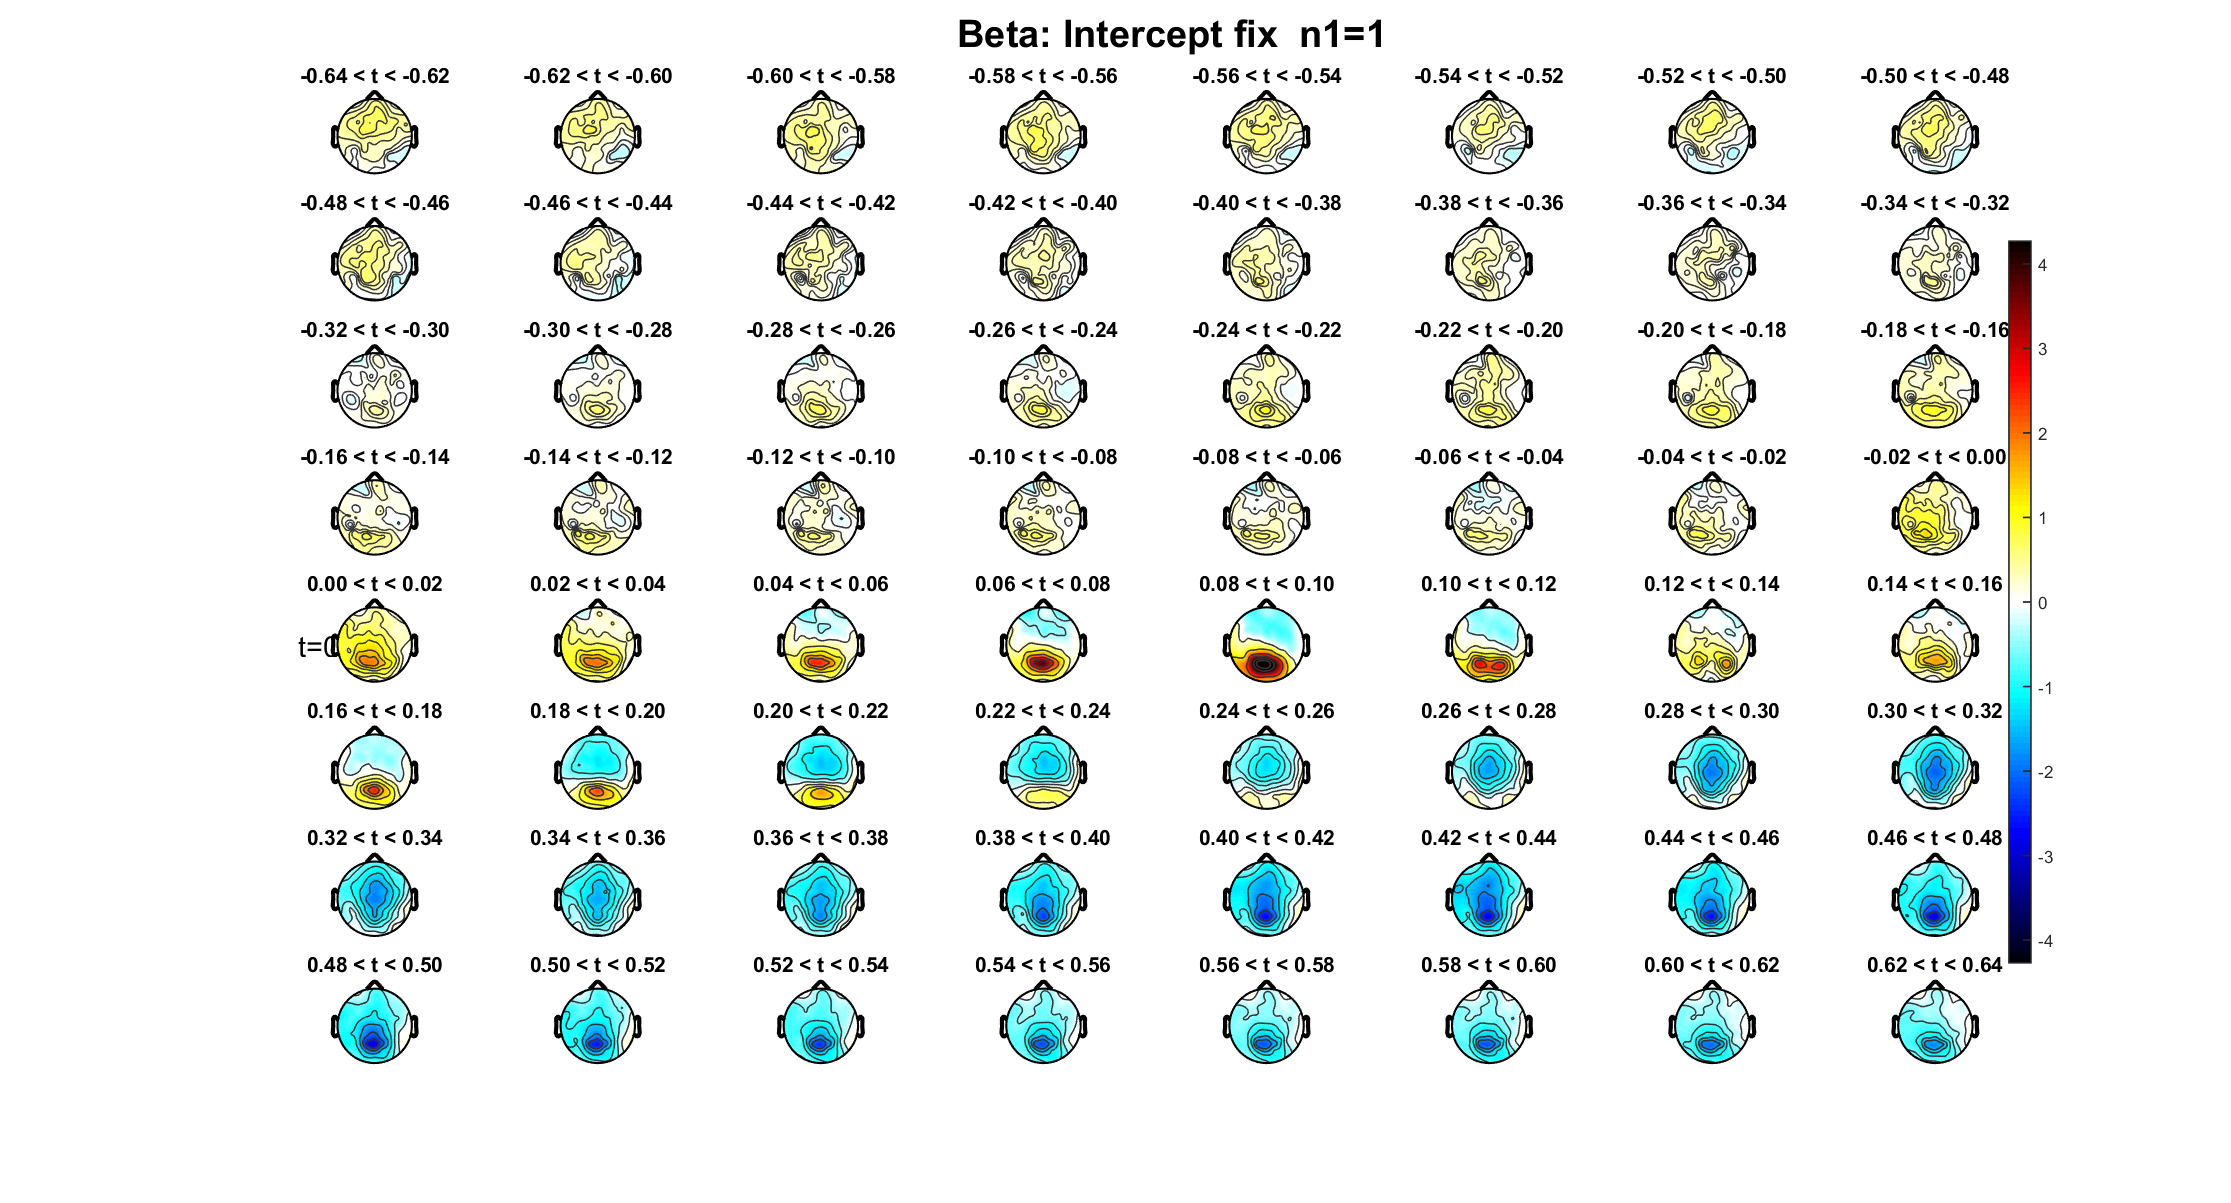 Beta: Intercept fix  n1=1
-0.64 < t < -0.62 -0.62 < t < -0.60 -0.60 < t < -0.58 -0.58 < t < -0.56 -0.56 < t < -0.54 -0.54 < t < -0.52 -0.52 < t < -0.50 -0.50 < t < -0.48
-0.48 < t < -0.46 -0.46 < t < -0.44 -0.44 < t < -0.42 -0.42 < t < -0.40 -0.40 < t < -0.38 -0.38 < t < -0.36 -0.36 < t < -0.34 -0.34 < t < -0.32
-0.32 < t < -0.30 -0.30 < t < -0.28 -0.28 < t < -0.26 -0.26 < t < -0.24 -0.24 < t < -0.22 -0.22 < t < -0.20 -0.20 < t < -0.18 -0.18 < t < -0.16
-0.16 < t < -0.14 -0.14 < t < -0.12 -0.12 < t < -0.10 -0.10 < t < -0.08 -0.08 < t < -0.06 -0.06 < t < -0.04 -0.04 < t < -0.02 -0.02 < t < 0.00
0.00 < t < 0.02 0.02 < t < 0.04 0.04 < t < 0.06 0.06 < t < 0.08 0.08 < t < 0.10 0.10 < t < 0.12 0.12 < t < 0.14 0.14 < t < 0.16
t=0
0.16 < t < 0.18 0.18 < t < 0.20 0.20 < t < 0.22 0.22 < t < 0.24 0.24 < t < 0.26 0.26 < t < 0.28 0.28 < t < 0.30 0.30 < t < 0.32
0.32 < t < 0.34 0.34 < t < 0.36 0.36 < t < 0.38 0.38 < t < 0.40 0.40 < t < 0.42 0.42 < t < 0.44 0.44 < t < 0.46 0.46 < t < 0.48
0.48 < t < 0.50 0.50 < t < 0.52 0.52 < t < 0.54 0.54 < t < 0.56 0.56 < t < 0.58 0.58 < t < 0.60 0.60 < t < 0.62 0.62 < t < 0.64
4
3
2
1
0
-1
-2
-3
-4